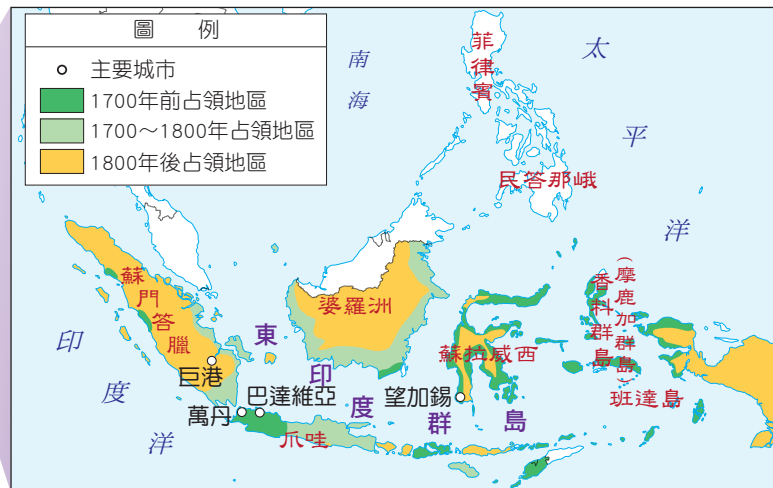 圖例
主要城市
1700年前占領地區
1700～1800年占領地區
1800年後占領地區
南海
菲律賓
太平洋
民答那峨
蘇門答臘
婆羅洲
香料群島
(摩鹿加群島)
東印度群島
蘇拉威西
印度洋
巨港
巴達維亞
望加錫
班達島
萬丹
爪哇